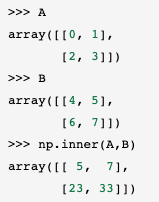 >>> A
array([[0, 1],
       [2, 3]])
>>> B
array([[4, 5],
       [6, 7]])
>>> np.inner(A,B)
array([[ 5,  7],
       [23, 33]])